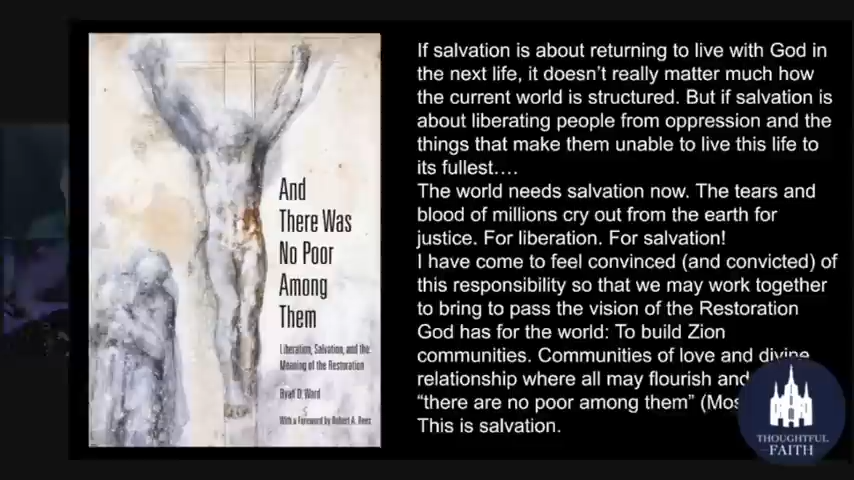 And
There Was
No Poor
Among
Them
Liberation, Salvation, and the
Meaning of the Restoration
Ryan D. Ward
With a Foreword by Robert A. Rees
If salvation is about returning to live with God in
the next life, it doesn’t really matter much how
the current world is structured. But if salvation is
about liberating people from oppression and the
things that make them unable to live this life to
its fullest….
The world needs salvation now. The tears and
blood of millions cry out from the earth for
justice. For liberation. For salvation!
I have come to feel convinced (and convicted) of
this responsibility so that we may work together
to bring to pass the vision of the Restoration
God has for the world: To build Zion
communities. Communities of love and divine
relationship where all may flourish and
“there are no poor among them” (Mos
This is salvation.
THOUGHTFUL
FAITH